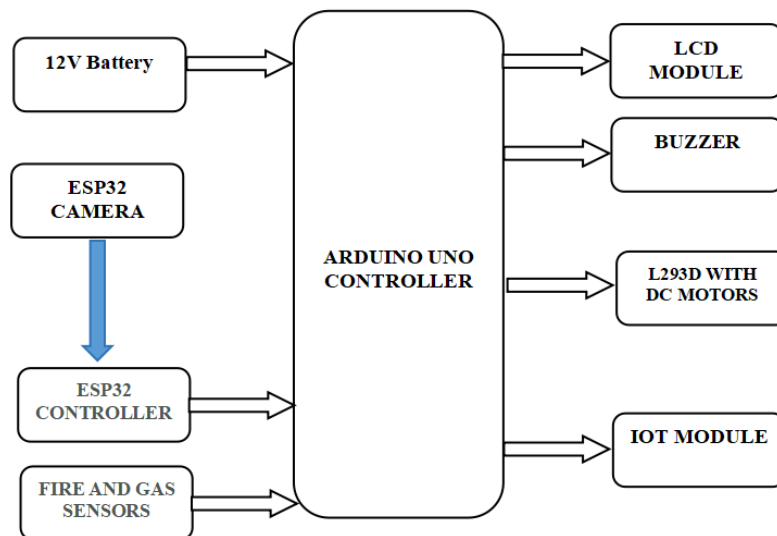 12V Battery
ESP32
CAMERA
ESP32
CONTROLLER
FIRE AND GAS
SENSORS
ARDUINO UNO
CONTROLLER
LCD
MODULE
BUZZER
L293D WITH
DC MOTORS
IOT MODULE